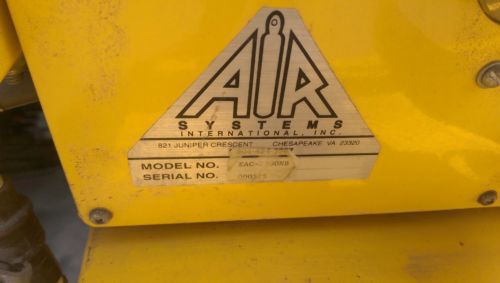 AIR
SYSTEMS
INTERNATIONAL, INC.
821 JUNIPER CRESCENT CHESAPEAKE VA 23320
MODEL NO.
SERIAL NO.